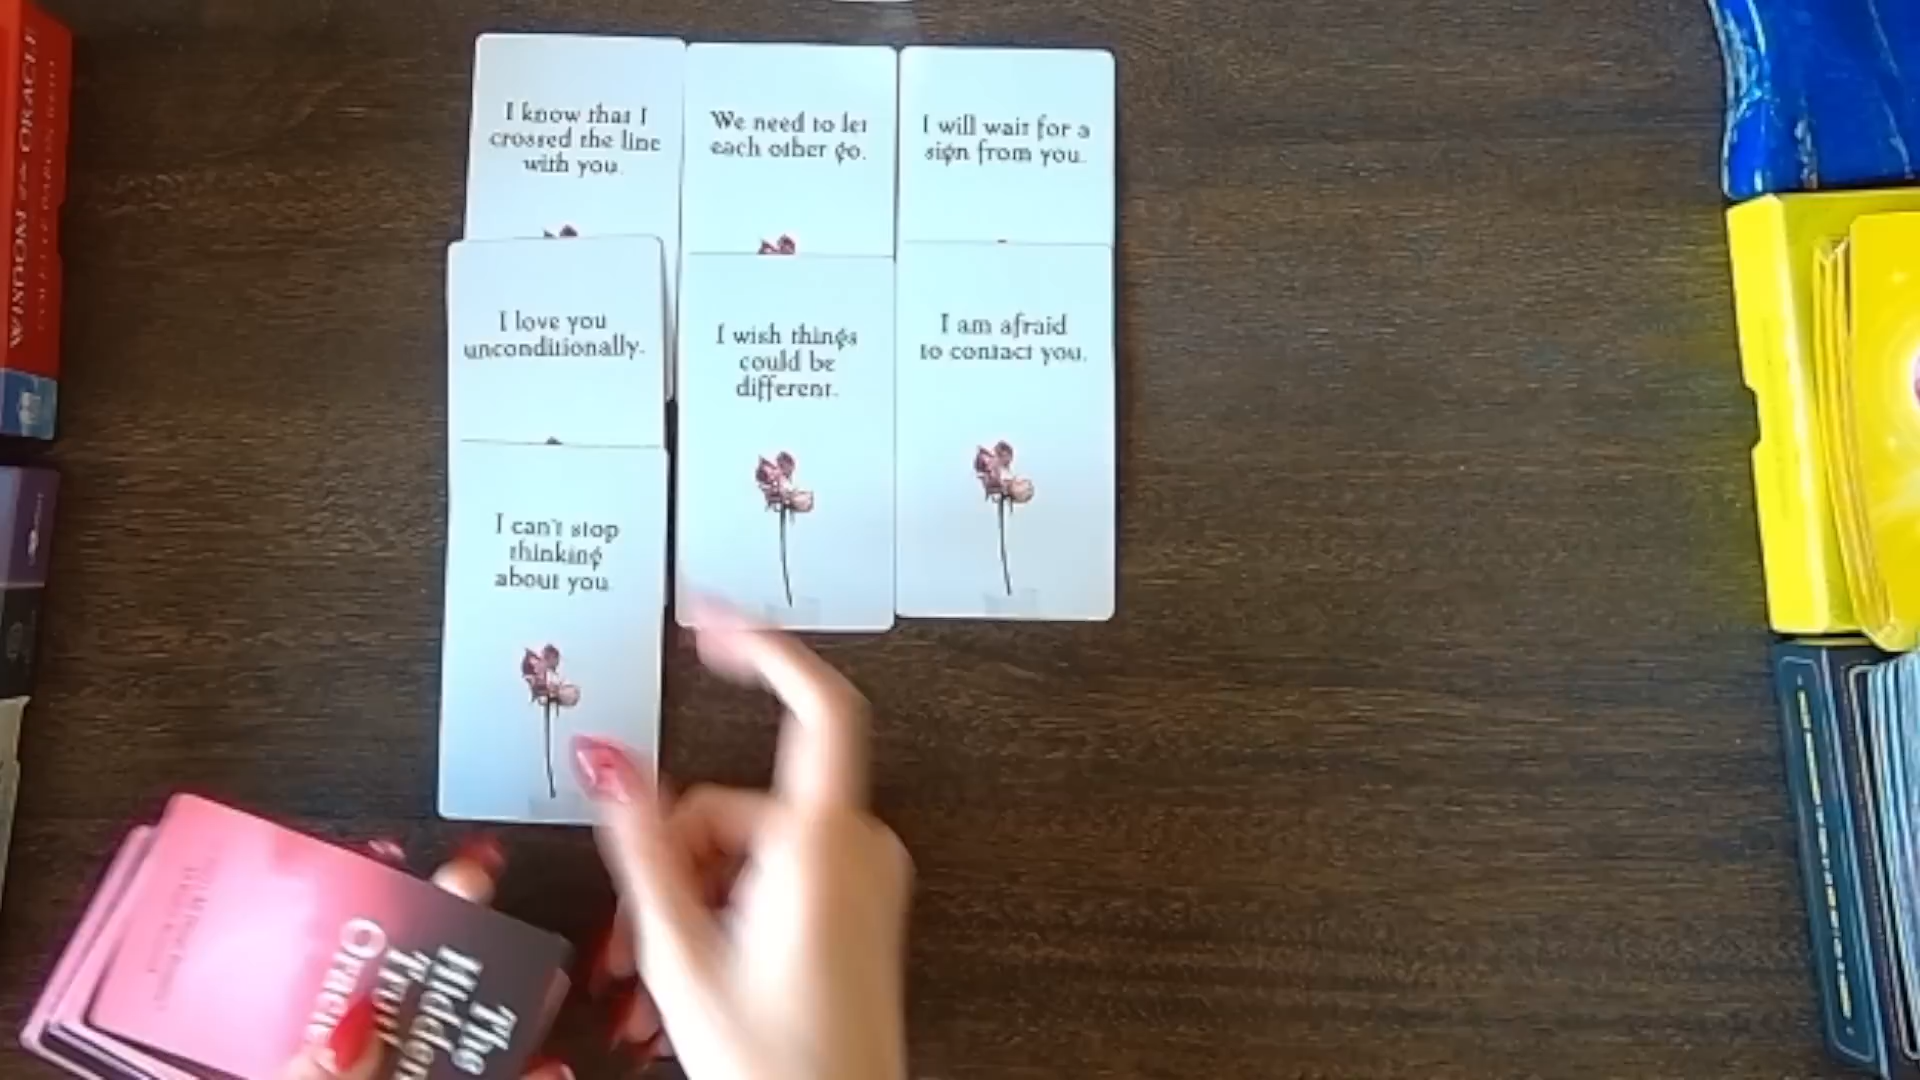 I know that I
crossed the line
with you.
We need to let
each other go.
I will wait for a
sign from you.
I love you
unconditionally.
I wish things
could be
different.
I am afraid
to contact you.
I can't stop
thinking
about you.
The
Hidden
Oracle
WISDOM
ORACLE